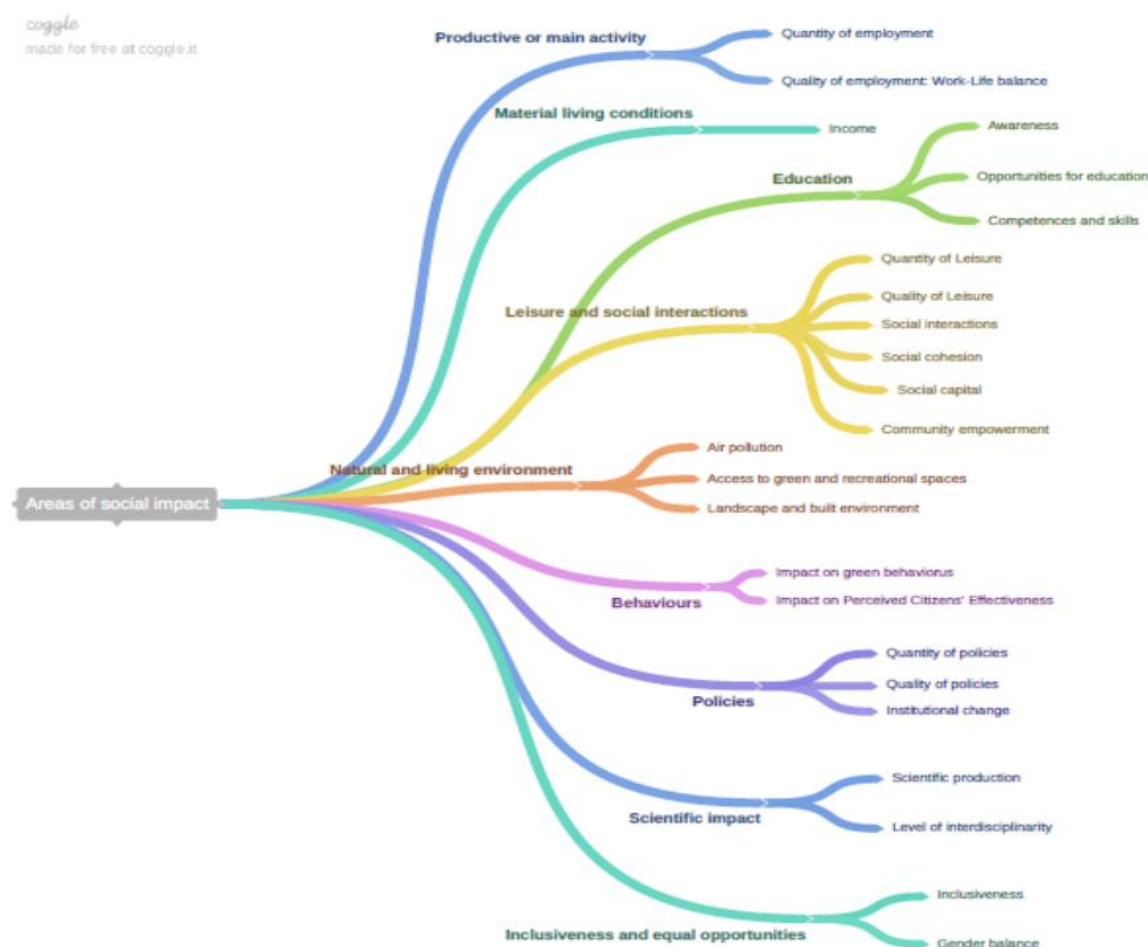 coggle
made for free at coggle.it
Productive or main activity
Quantity of employment
Quality of employment: Work-Life balance
Material living conditions
Income
Education
Awareness
Opportunities for education
Competences and skills
Leisure and social interactions
Quantity of Leisure
Quality of Leisure
Social interactions
Social cohesion
Social capital
Community empowerment
Natural and living environment
Air pollution
Access to green and recreational spaces
Landscape and built environment
Areas of social impact
Behaviours
Impact on green behaviorus
Impact on Perceived Citizens' Effectiveness
Policies
Quantity of policies
Quality of policies
Institutional change
Scientific impact
Scientific production
Level of interdisciplinarity
Inclusiveness and equal opportunities
Inclusiveness
Gender balance